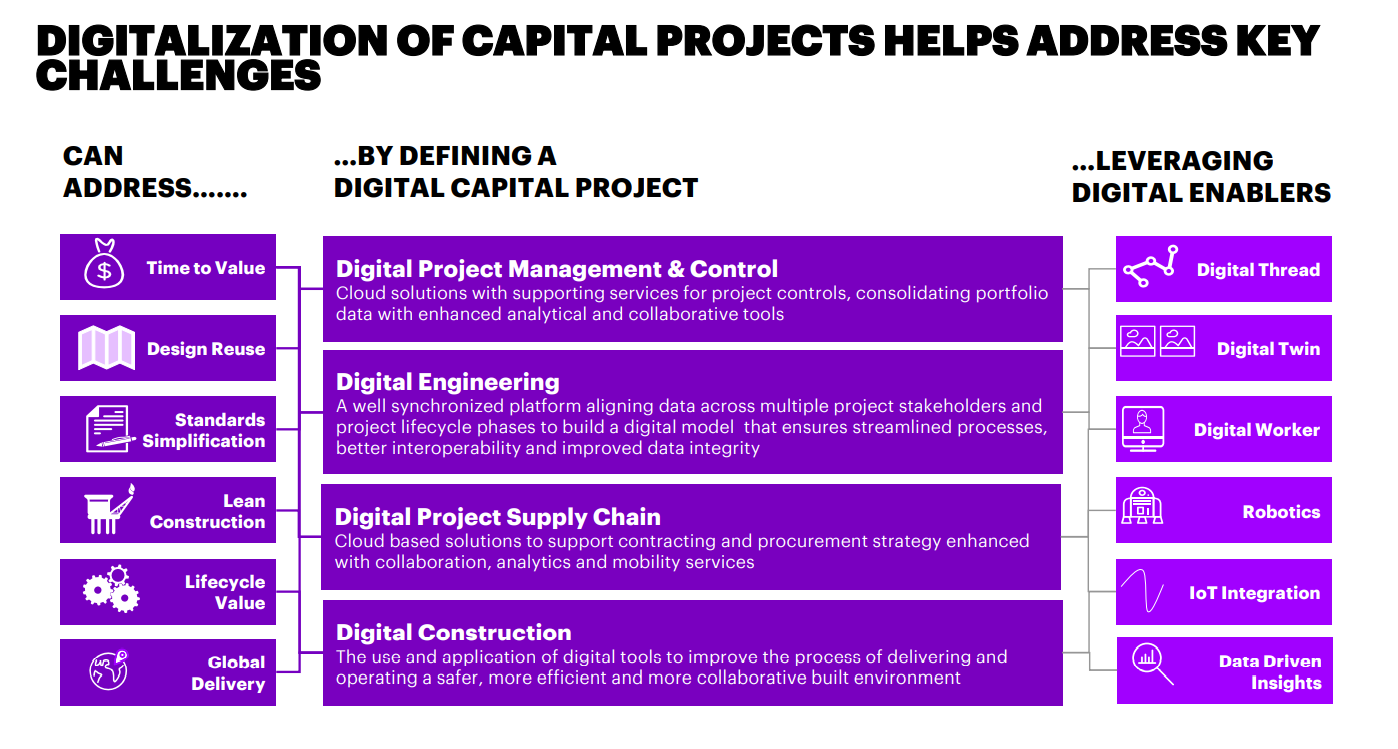 DIGITALIZATION OF CAPITAL PROJECTS HELPS ADDRESS KEY
CHALLENGES
CAN
ADDRESS.......
...BY DEFINING A
DIGITAL CAPITAL PROJECT
...LEVERAGING
DIGITAL ENABLERS
$
Time to Value
Design Reuse
Standards
Simplification
Lean
Construction
Lifecycle
Value
Global
Delivery
Digital Project Management & Control
Cloud solutions with supporting services for project controls, consolidating portfolio
data with enhanced analytical and collaborative tools
Digital Engineering
A well synchronized platform aligning data across multiple project stakeholders and
project lifecycle phases to build a digital model  that ensures streamlined processes,
better interoperability and improved data integrity
Digital Project Supply Chain
Cloud based solutions to support contracting and procurement strategy enhanced
with collaboration, analytics and mobility services
Digital Construction
The use and application of digital tools to improve the process of delivering and
operating a safer, more efficient and more collaborative built environment
Digital Thread
Digital Twin
Digital Worker
Robotics
IoT Integration
Data Driven
Insights